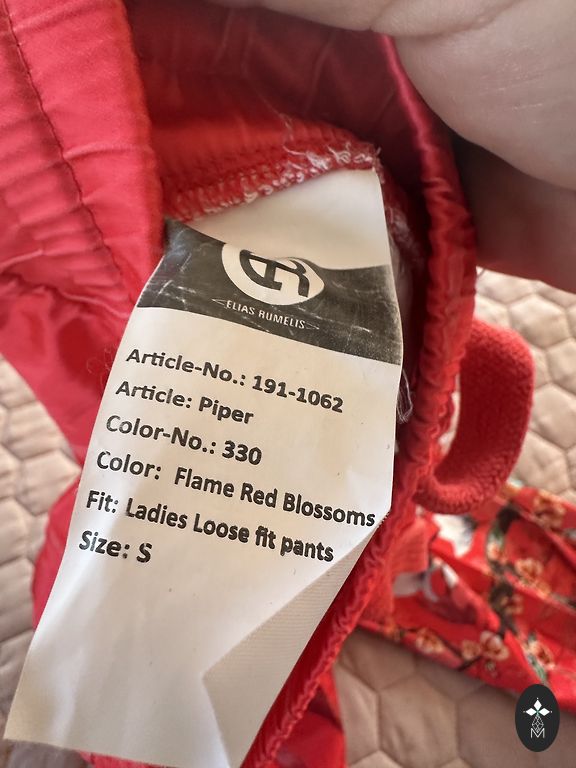 ER
ELIAS RUMELIS
Article-No.: 191-1062
Article: Piper
Color-No.: 330
Color: Flame Red Blossoms
Fit: Ladies Loose fit pants
Size: S
M